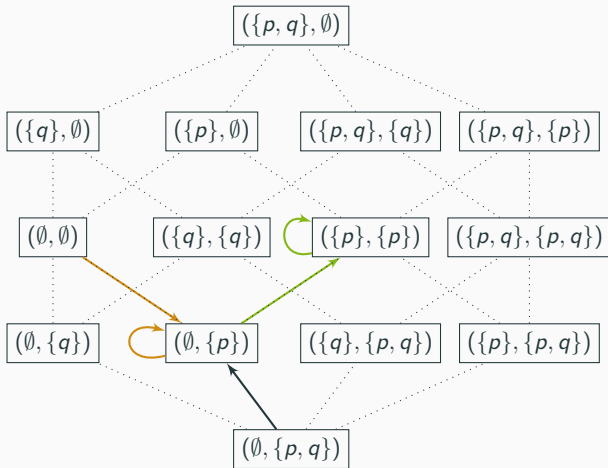 ({p, q}, ∅)
({q}, ∅) ({p}, ∅) ({p, q}, {q}) ({p, q}, {p})
(∅, ∅) ({q}, {q}) ({p}, {p}) ({p, q}, {p, q})
(∅, {q}) (∅, {p}) ({q}, {p, q}) ({p}, {p, q})
(∅, {p, q})